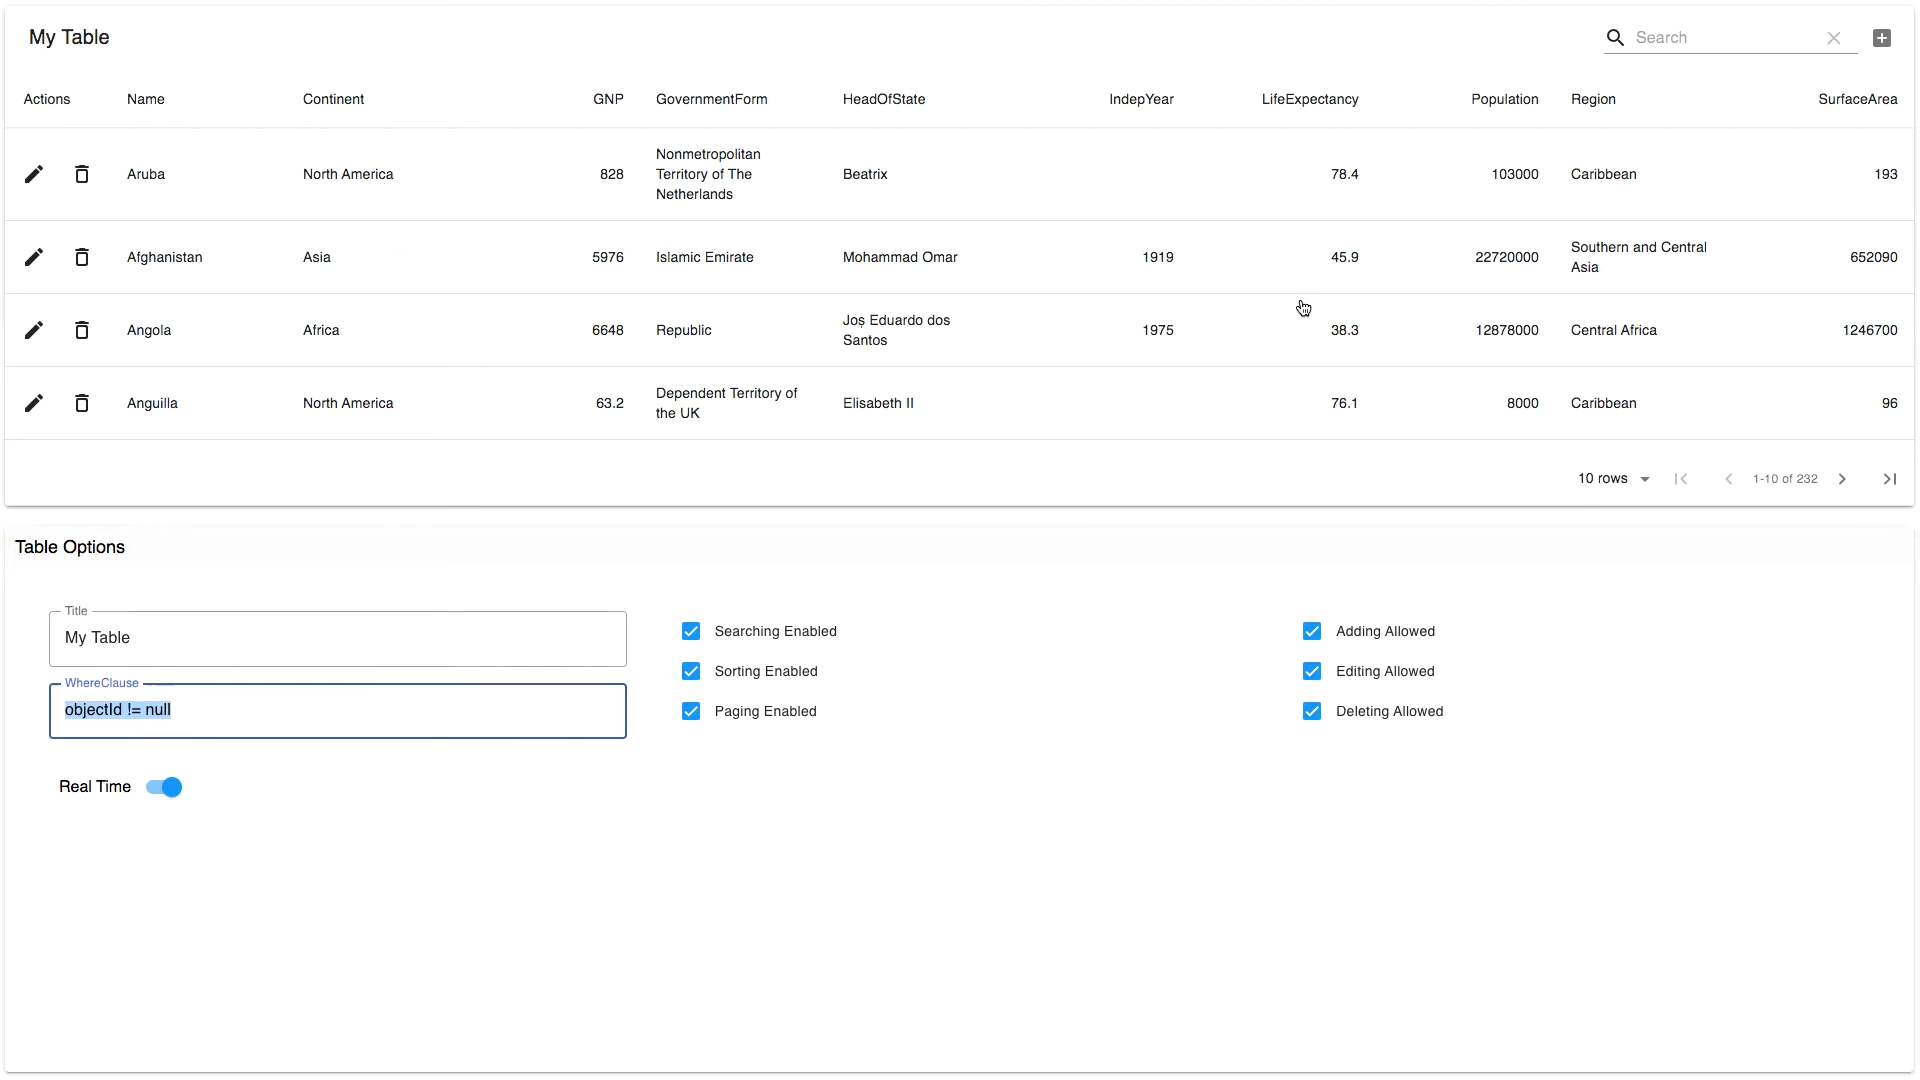 My Table
Search
Actions Name Continent GNP GovernmentForm HeadOfState IndepYear LifeExpectancy Population Region SurfaceArea
Aruba North America 828 Nonmetropolitan Territory of The Netherlands Beatrix 78.4 103000 Caribbean 193
Afghanistan Asia 5976 Islamic Emirate Mohammad Omar 1919 45.9 22720000 Southern and Central Asia 652090
Angola Africa 6648 Republic Joș Eduardo dos Santos 1975 38.3 12878000 Central Africa 1246700
Anguilla North America 63.2 Dependent Territory of the UK Elisabeth II 76.1 8000 Caribbean 96
10 rows 1-10 of 232
Table Options
Title
My Table
WhereClause
objectId != null
Real Time
Searching Enabled
Sorting Enabled
Paging Enabled
Adding Allowed
Editing Allowed
Deleting Allowed